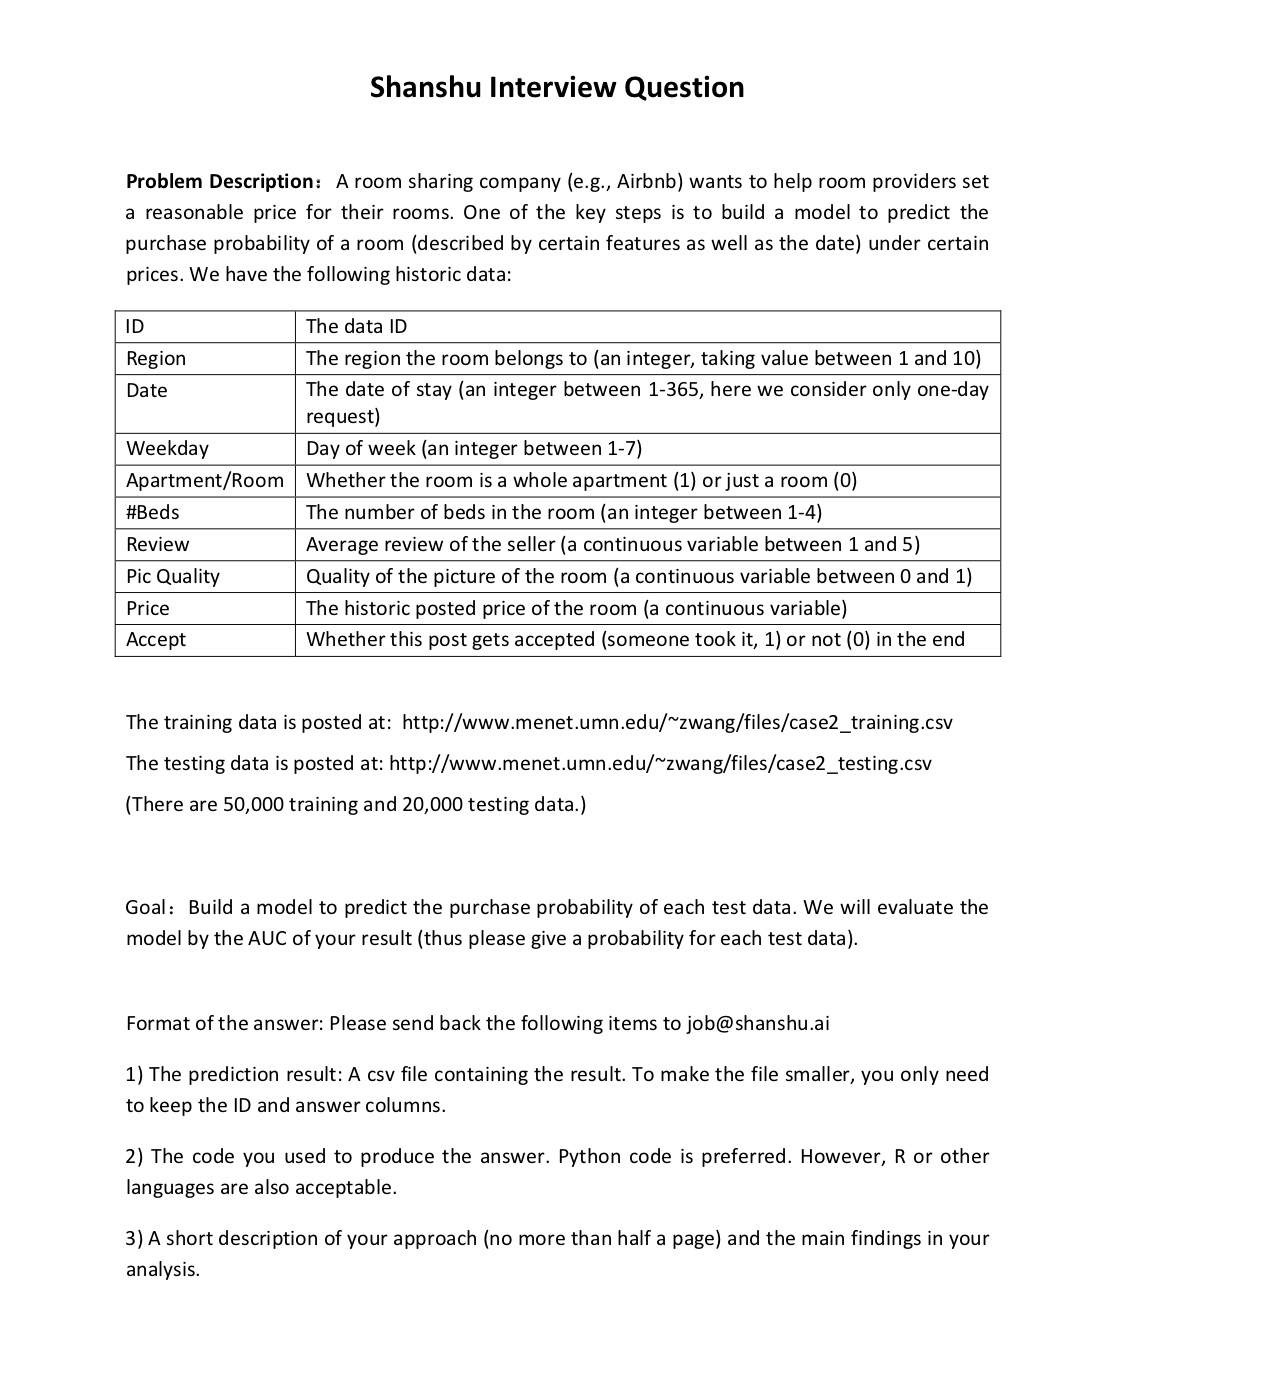 Shanshu Interview Question
Problem Description： A room sharing company (e.g., Airbnb) wants to help room providers set
a reasonable price for their rooms. One of the key steps is to build a model to predict the
purchase probability of a room (described by certain features as well as the date) under certain
prices. We have the following historic data:
ID The data ID
Region The region the room belongs to (an integer, taking value between 1 and 10)
Date The date of stay (an integer between 1-365, here we consider only one-day
request)
Weekday Day of week (an integer between 1-7)
Apartment/Room Whether the room is a whole apartment (1) or just a room (0)
#Beds The number of beds in the room (an integer between 1-4)
Review Average review of the seller (a continuous variable between 1 and 5)
Pic Quality Quality of the picture of the room (a continuous variable between 0 and 1)
Price The historic posted price of the room (a continuous variable)
Accept Whether this post gets accepted (someone took it, 1) or not (0) in the end
The training data is posted at: http://www.menet.umn.edu/~zwang/files/case2_training.csv
The testing data is posted at: http://www.menet.umn.edu/~zwang/files/case2_testing.csv
(There are 50,000 training and 20,000 testing data.)
Goal： Build a model to predict the purchase probability of each test data. We will evaluate the
model by the AUC of your result (thus please give a probability for each test data).
Format of the answer: Please send back the following items to job@shanshu.ai
1) The prediction result: A csv file containing the result. To make the file smaller, you only need
to keep the ID and answer columns.
2) The code you used to produce the answer. Python code is preferred. However, R or other
languages are also acceptable.
3) A short description of your approach (no more than half a page) and the main findings in your
analysis.